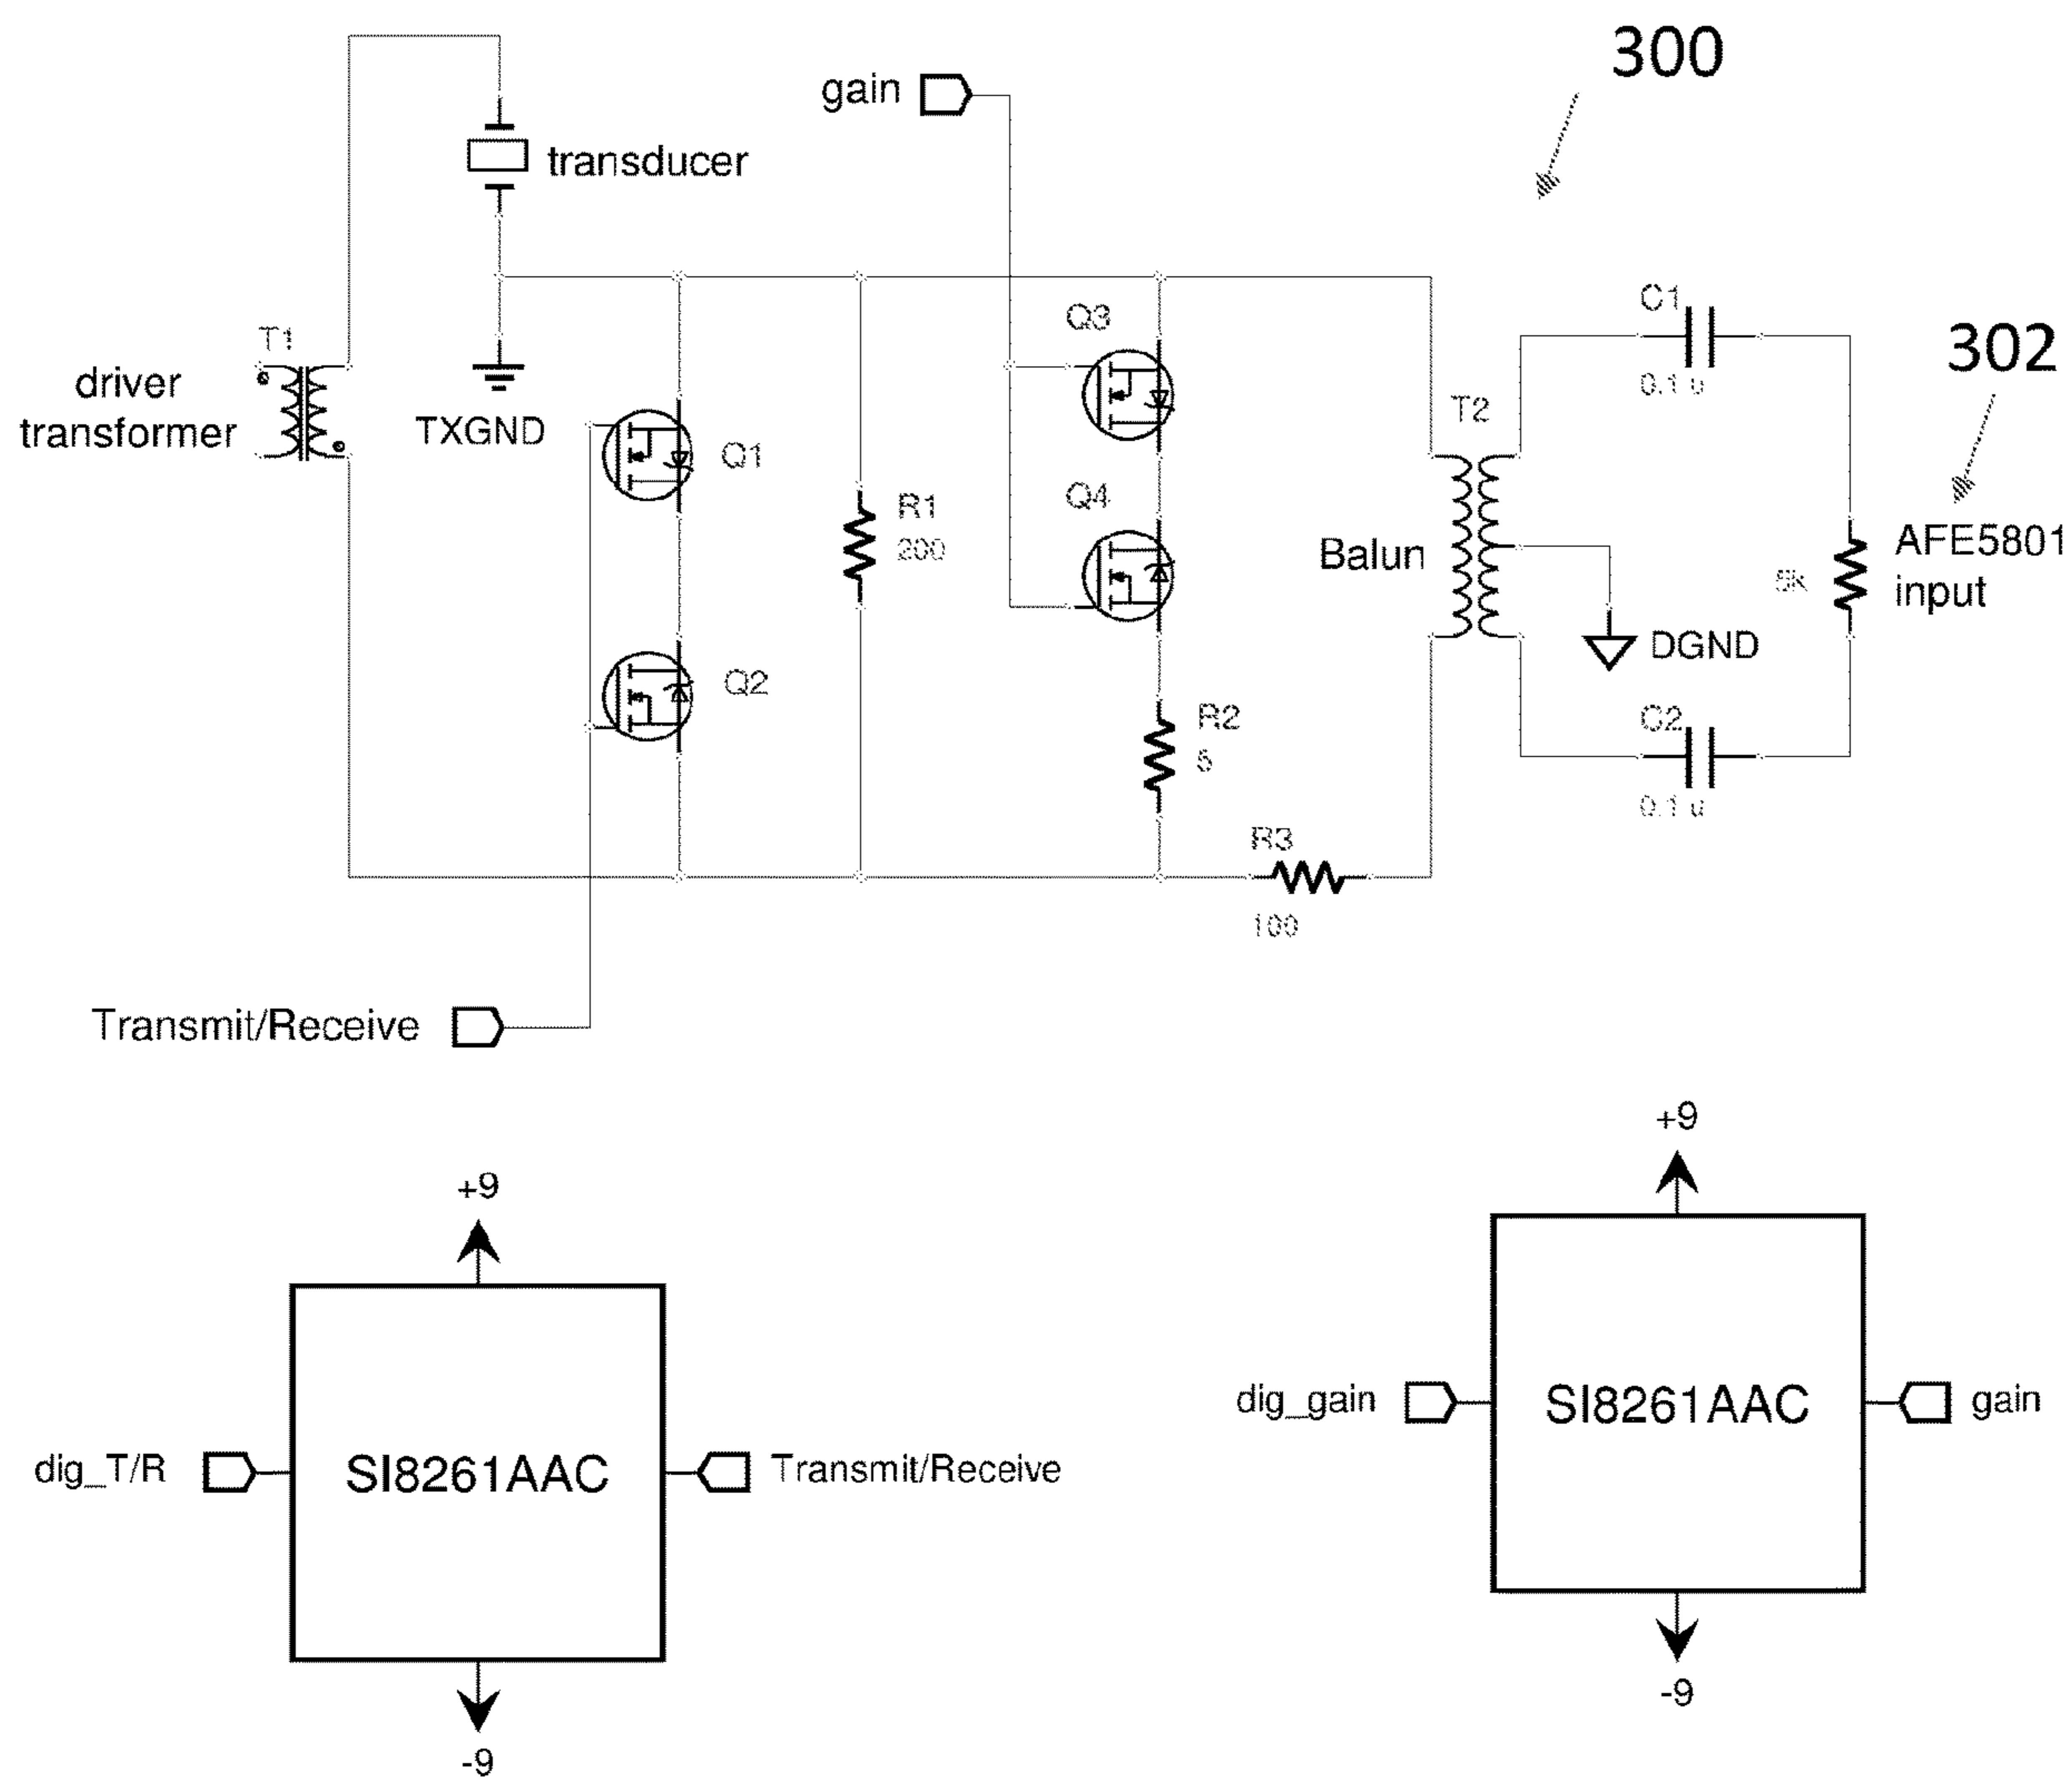 300
gain
transducer
T1
driver
transformer
TXGND
Q1
Q2
R1
200
Q3
Q4
R2
5
R3
100
T2
Balun
C1
0.1 u
302
AFE5801
input
5k
DGND
C2
0.1 u
Transmit/Receive
+9
dig_T/R
SI8261AAC
Transmit/Receive
-9
+9
dig_gain
SI8261AAC
gain
-9